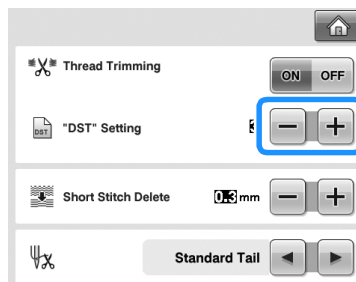 Thread Trimming
ON OFF
DST
"DST" Setting
Short Stitch Delete 0.3 mm
Standard Tail